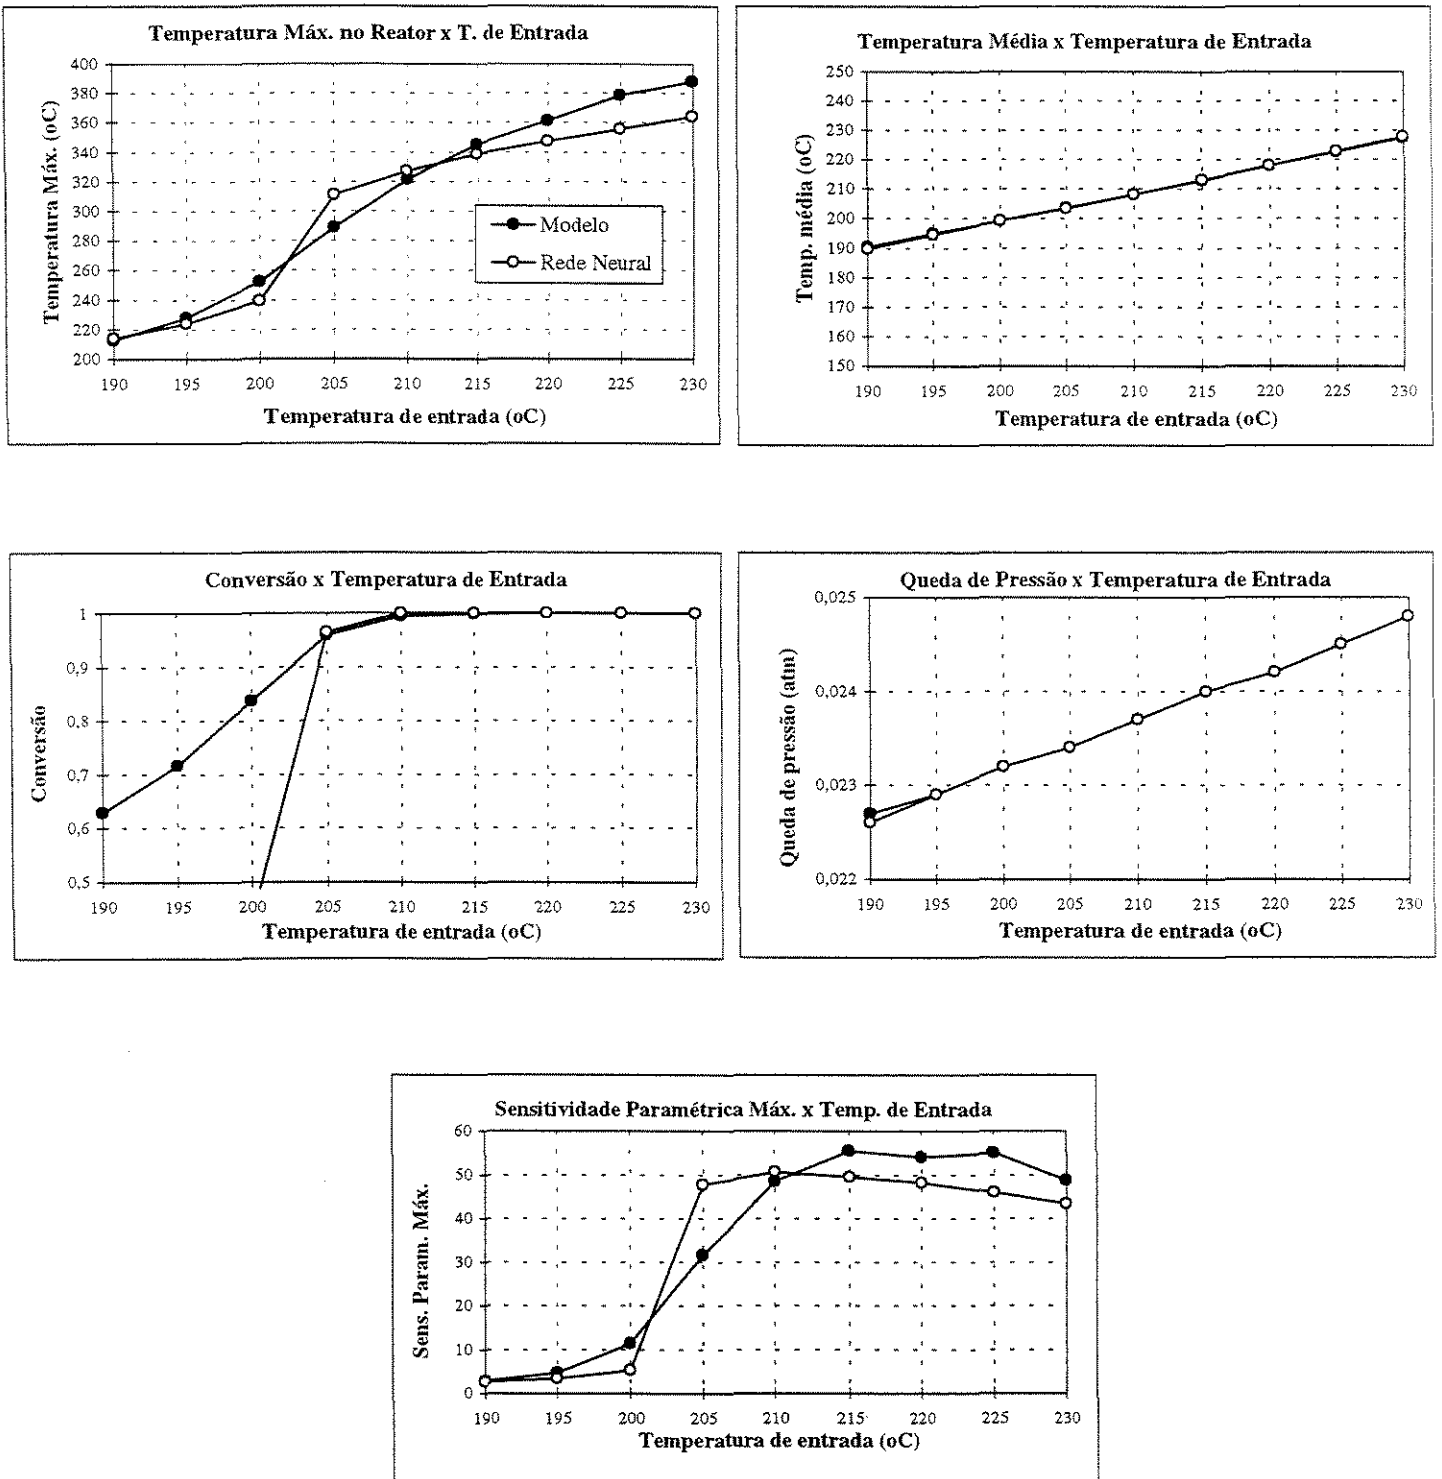 Temperatura Máx. no Reator x T. de Entrada
400
380
360
340
320
300
280
260
240
220
200
Temperatura Máx. (oC)
Modelo
Rede Neural
190 195 200 205 210 215 220 225 230
Temperatura de entrada (oC)
Temperatura Média x Temperatura de Entrada
250
240
230
220
210
200
190
180
170
160
150
Temp. média (oC)
190 195 200 205 210 215 220 225 230
Temperatura de entrada (oC)
Conversão x Temperatura de Entrada
1
0,9
0,8
0,7
0,6
0,5
Conversão
190 195 200 205 210 215 220 225 230
Temperatura de entrada (oC)
Queda de Pressão x Temperatura de Entrada
0,025
0,024
0,023
0,022
Queda de pressão (atm)
190 195 200 205 210 215 220 225 230
Temperatura de entrada (oC)
Sensitividade Paramétrica Máx. x Temp. de Entrada
60
50
40
30
20
10
0
Sens. Param. Máx.
190 195 200 205 210 215 220 225 230
Temperatura de entrada (oC)